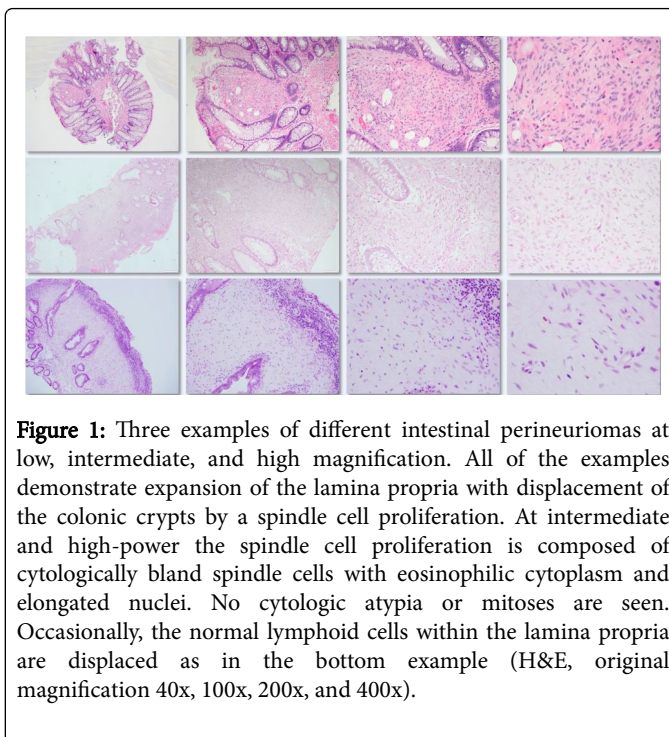 Figure 1: Three examples of different intestinal perineuriomas at
low, intermediate, and high magnification. All of the examples
demonstrate expansion of the lamina propria with displacement of
the colonic crypts by a spindle cell proliferation. At intermediate
and high-power the spindle cell proliferation is composed of
cytologically bland spindle cells with eosinophilic cytoplasm and
elongated nuclei. No cytologic atypia or mitoses are seen.
Occasionally, the normal lymphoid cells within the lamina propria
are displaced as in the bottom example (H&E, original
magnification 40x, 100x, 200x, and 400x).